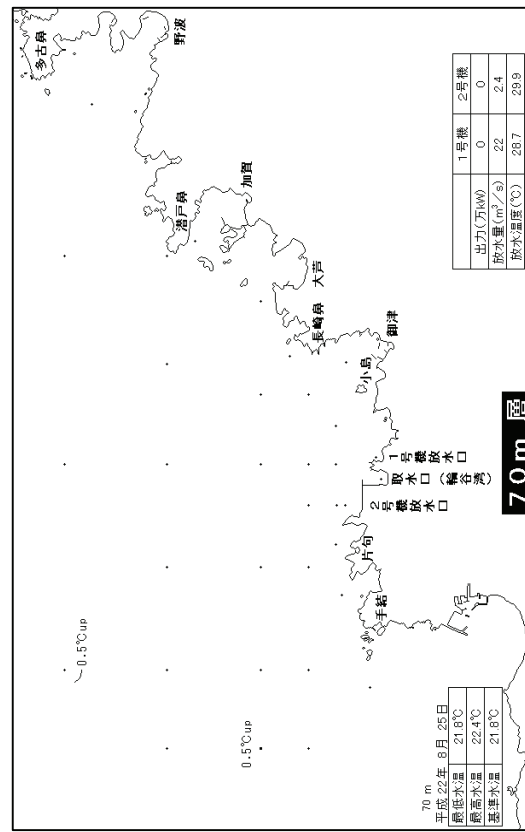 多古鼻
野波
潜戸鼻
加賀
大芦
長崎鼻
御津
小島
1号機放水口
取水口（輪谷湾）
2号機放水口
片句
手結
0.5℃up
0.5℃up
1号機 2号機
出力(万kW) 0 0
放水量(m³/s) 22 2.4
放水温度(℃) 28.7 29.9
70m 層
70 m
平成22年 8月 25日
最低水温 21.8℃
最高水温 22.4℃
基準水温 21.8℃